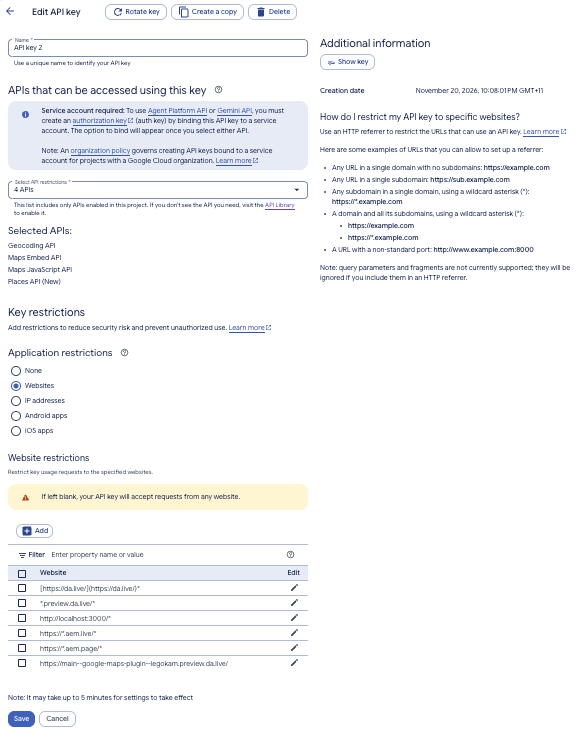 Edit API key
Rotate key
Create a copy
Delete
Name *
API key 2
Use a unique name to identify your API key
APIs that can be accessed using this key
Service account required: To use Agent Platform API or Gemini API, you must
create an authorization key (auth key) by binding this API key to a service
account. The option to bind will appear once you select either API.
Note: An organization policy governs creating API keys bound to a service
account for projects with a Google Cloud organization. Learn more
Select API restrictions *
4 APIs
This list includes only APIs enabled in this project. If you don't see the API you need, visit the API Library
to enable it.
Selected APIs:
Geocoding API
Maps Embed API
Maps JavaScript API
Places API (New)
Key restrictions
Add restrictions to reduce security risk and prevent unauthorized use. Learn more
Application restrictions
None
Websites
IP addresses
Android apps
iOS apps
Website restrictions
Restrict key usage requests to the specified websites.
If left blank, your API key will accept requests from any website.
Add
Filter Enter property name or value
Website Edit
[https://da.live/](https://da.live/)*
*.preview.da.live/*
http://localhost:3000/*
https://*.aem.live/*
https://*.aem.page/*
https://main--google-maps-plugin--legokam.preview.da.live/
Note: It may take up to 5 minutes for settings to take effect
Save
Cancel
Additional information
Show key
Creation date November 20, 2026, 10:08:01 PM GMT+11
How do I restrict my API key to specific websites?
Use an HTTP referrer to restrict the URLs that can use an API key. Learn more
Here are some examples of URLs that you can allow to set up a referrer:
• Any URL in a single domain with no subdomains: https://example.com
• Any URL in a single subdomain: https://sub.example.com
• Any subdomain in a single domain, using a wildcard asterisk (*):
https://*.example.com
• A domain and all its subdomains, using a wildcard asterisk (*):
• https://example.com
• https://*.example.com
• A URL with a non-standard port: http://www.example.com:8000
Note: query parameters and fragments are not currently supported; they will be
ignored if you include them in an HTTP referrer.